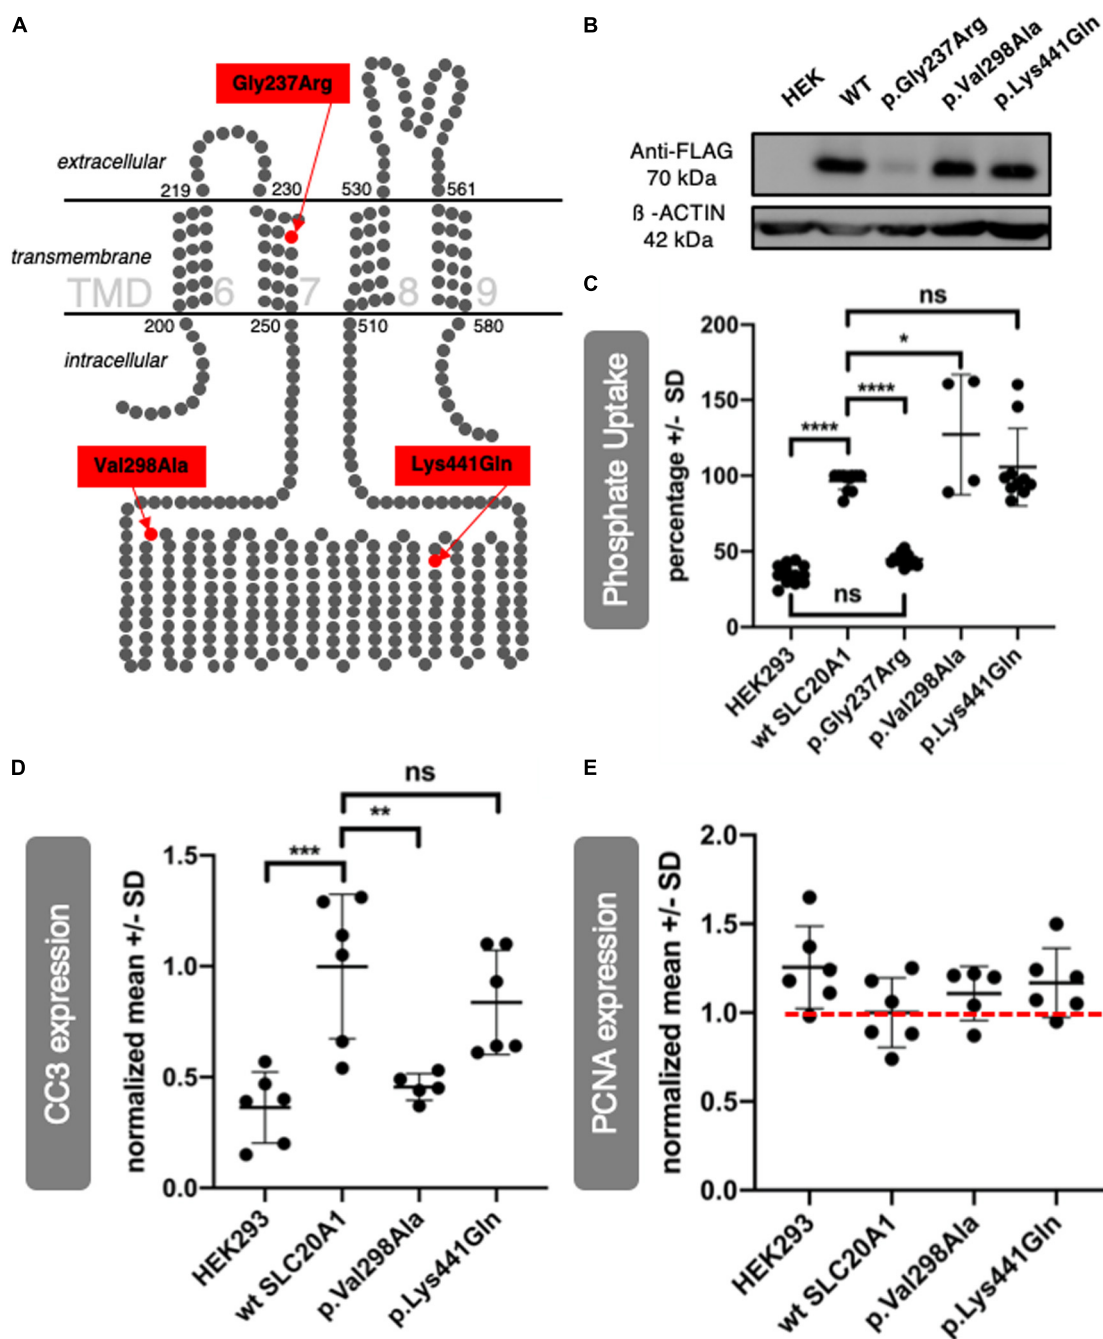 A
Gly237Arg
extracellular
219
230
530
561
transmembrane
TMD 6 7 8 9
200
250
510
580
intracellular
Val298Ala
Lys441Gln
B
HEK
WT
p.Gly237Arg
p.Val298Ala
p.Lys441Gln
Anti-FLAG
70 kDa
ß -ACTIN
42 kDa
C
Phosphate Uptake
percentage +/- SD
200
150
100
50
0
ns
*
****
****
ns
HEK293
wt SLC20A1
p.Gly237Arg
p.Val298Ala
p.Lys441Gln
D
CC3 expression
normalized mean +/- SD
1.5
1.0
0.5
0.0
ns
**
***
HEK293
wt SLC20A1
p.Val298Ala
p.Lys441Gln
E
PCNA expression
normalized mean +/- SD
2.0
1.5
1.0
0.5
0.0
HEK293
wt SLC20A1
p.Val298Ala
p.Lys441Gln